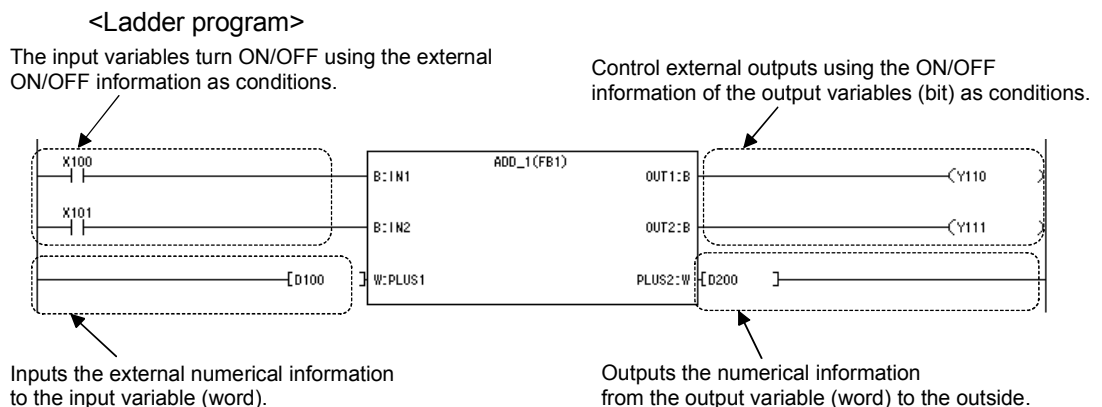 <Ladder program>
The input variables turn ON/OFF using the external
ON/OFF information as conditions.
Control external outputs using the ON/OFF
information of the output variables (bit) as conditions.
ADD_1(FB1)
X100
B:IN1
OUT1:B
Y110
X101
B:IN2
OUT2:B
Y111
D100
W:PLUS1
PLUS2:W
D200
Inputs the external numerical information
to the input variable (word).
Outputs the numerical information
from the output variable (word) to the outside.